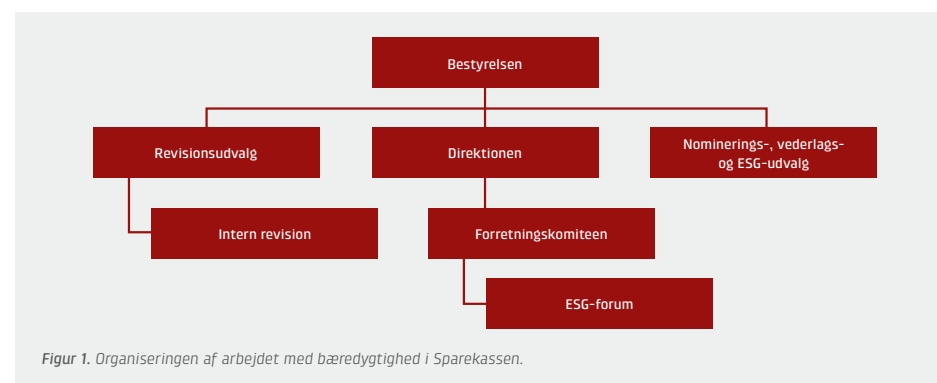 Bestyrelsen
Revisionsudvalg
Direktionen
Nominerings-, vederlags-
og ESG-udvalg
Intern revision
Forretningskomiteen
ESG-forum
Figur 1. Organiseringen af arbejdet med bæredygtighed i Sparekassen.